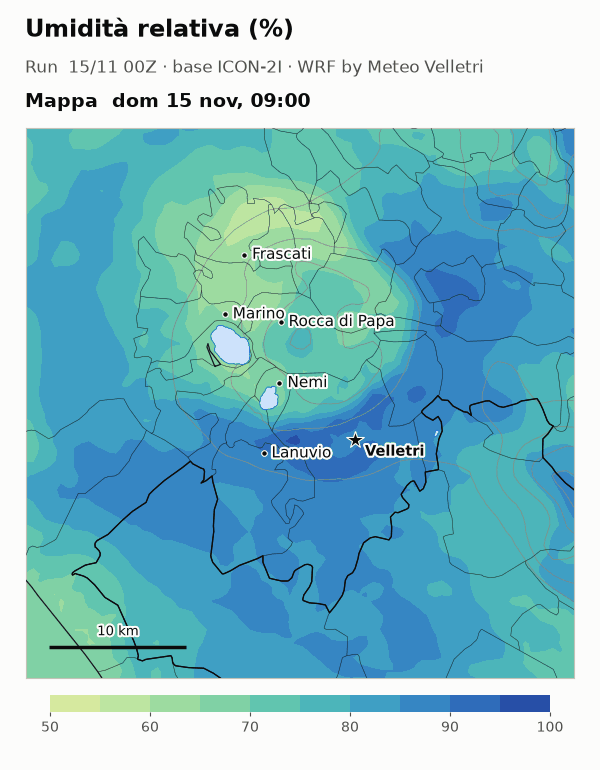 Umidità relativa (%)
Run  15/11 00Z · base ICON-2I · WRF by Meteo Velletri
Mappa  dom 15 nov, 09:00
Frascati
Marino
Rocca di Papa
Nemi
Velletri
Lanuvio
10 km
50 60 70 80 90 100